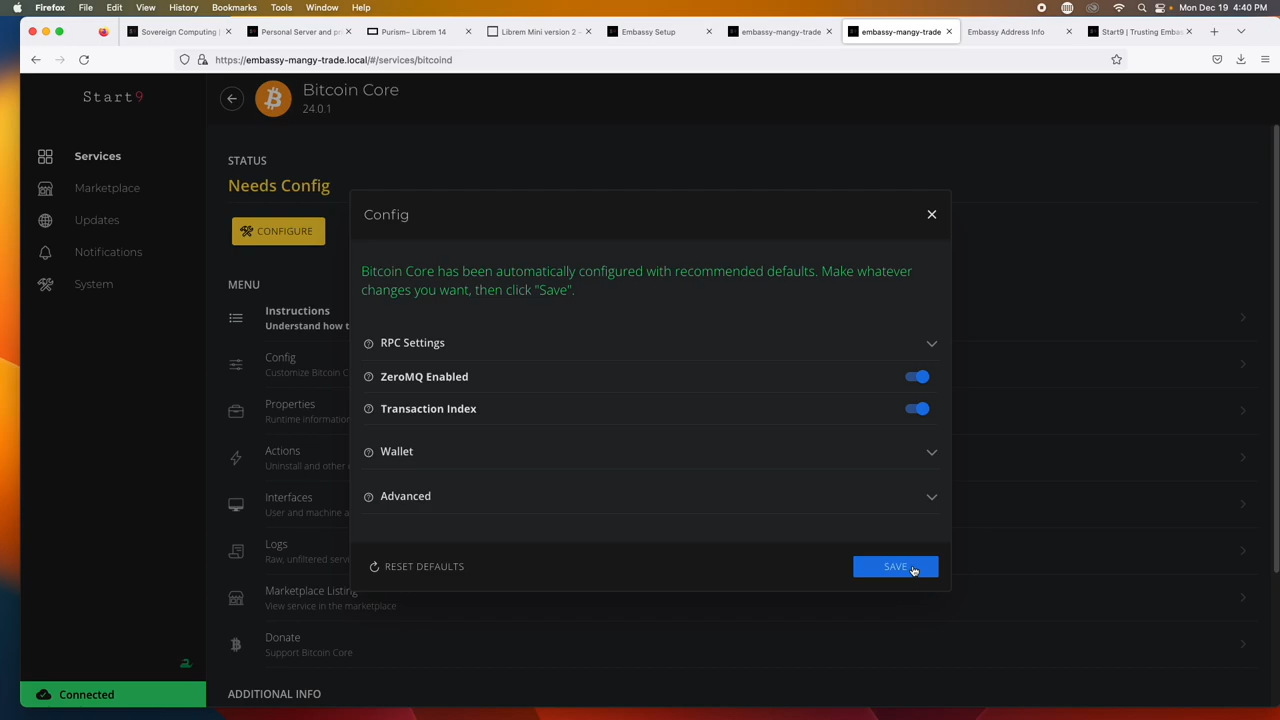 Firefox File Edit View History Bookmarks Tools Window Help Mon Dec 19 4:40 PM
Sovereign Computing | Personal Server and pr Purism– Librem 14 Librem Mini version 2 – Embassy Setup embassy-mangy-trade embassy-mangy-trade Embassy Address Info Start9 | Trusting Emba
https://embassy-mangy-trade.local/#/services/bitcoind
Start9
Services
Marketplace
Updates
Notifications
System
Connected
Bitcoin Core
24.0.1
STATUS
Needs Config
CONFIGURE
MENU
Instructions
Understand how t
Config
Customize Bitcoin C
Properties
Runtime information
Actions
Uninstall and other
Interfaces
User and machine a
Logs
Raw, unfiltered servi
Marketplace Listing
View service in the marketplace
Donate
Support Bitcoin Core
ADDITIONAL INFO
Config
Bitcoin Core has been automatically configured with recommended defaults. Make whatever
changes you want, then click "Save".
RPC Settings
ZeroMQ Enabled
Transaction Index
Wallet
Advanced
RESET DEFAULTS
SAVE